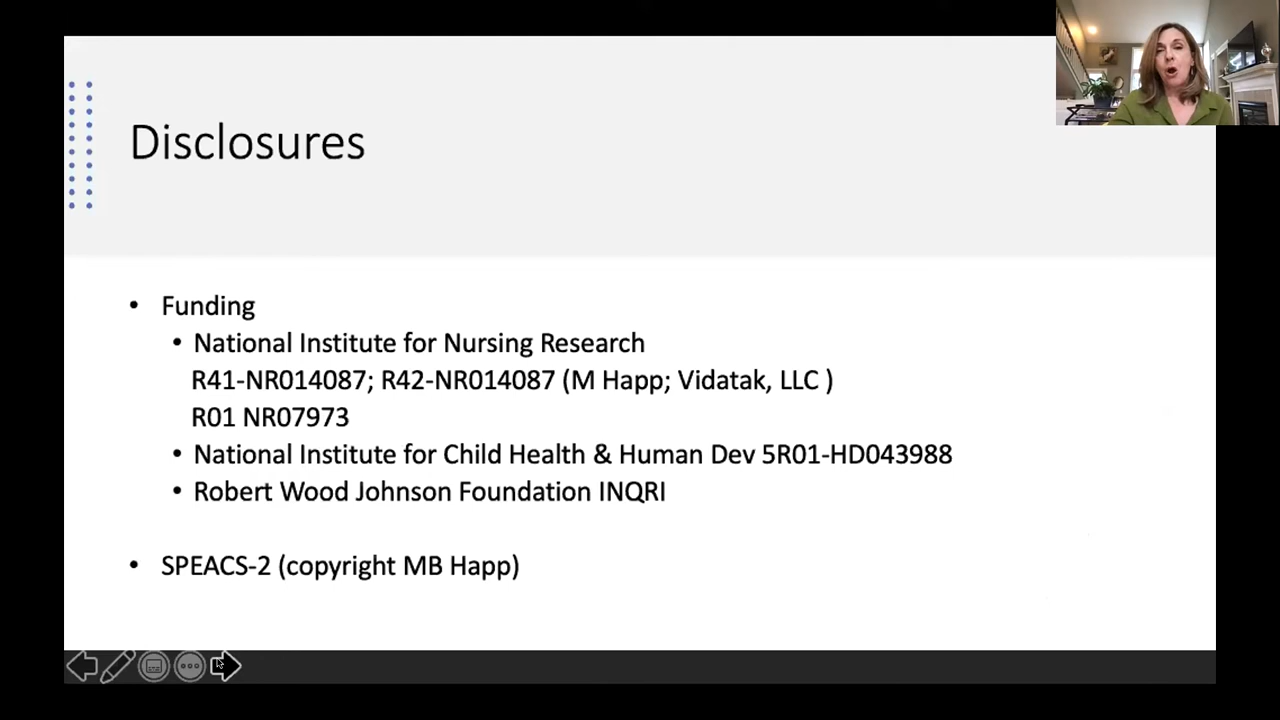 Disclosures
• Funding
• National Institute for Nursing Research
R41-NR014087; R42-NR014087 (M Happ; Vidatak, LLC )
R01 NR07973
• National Institute for Child Health & Human Dev 5R01-HD043988
• Robert Wood Johnson Foundation INQRI
• SPEACS-2 (copyright MB Happ)